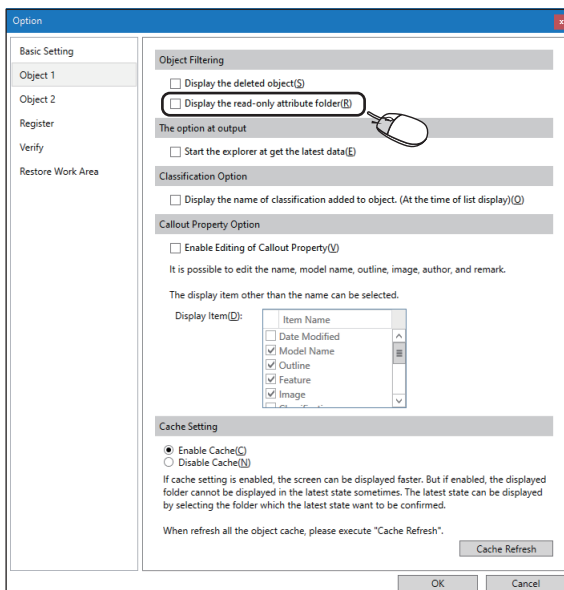 Option
x
Basic Setting
Object 1
Object 2
Register
Verify
Restore Work Area
Object Filtering
Display the deleted object(S)
Display the read-only attribute folder(R)
The option at output
Start the explorer at get the latest data(E)
Classification Option
Display the name of classification added to object. (At the time of list display)(O)
Callout Property Option
Enable Editing of Callout Property(V)
It is possible to edit the name, model name, outline, image, author, and remark.
The display item other than the name can be selected.
Display Item(D):
Item Name
Date Modified
Model Name
Outline
Feature
Image
Cache Setting
Enable Cache(C)
Disable Cache(N)
If cache setting is enabled, the screen can be displayed faster. But if enabled, the displayed
folder cannot be displayed in the latest state sometimes. The latest state can be displayed
by selecting the folder which the latest state want to be confirmed.
When refresh all the object cache, please execute "Cache Refresh".
Cache Refresh
OK
Cancel